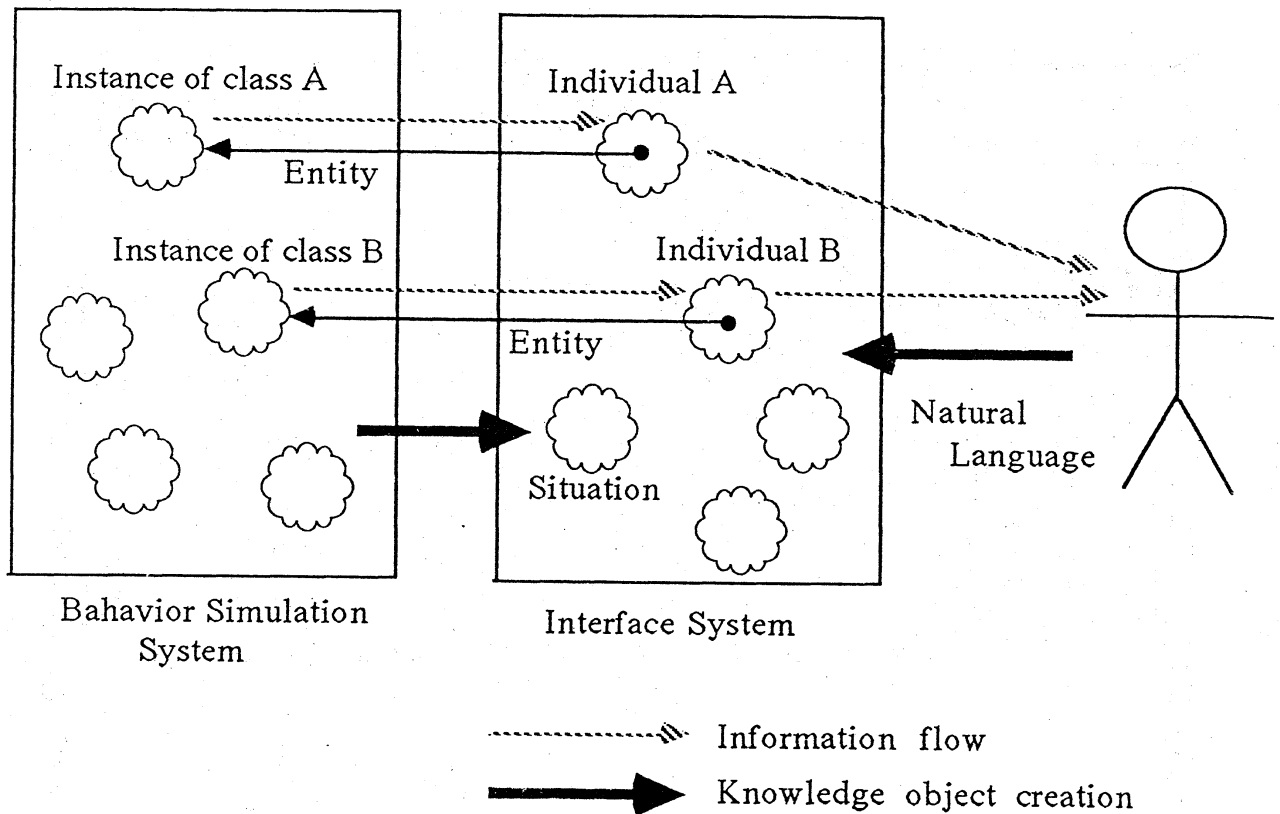 Instance of class A
Individual A
Entity
Instance of class B
Individual B
Entity
Natural
Language
Situation
Bahavior Simulation
System
Interface System
Information flow
Knowledge object creation